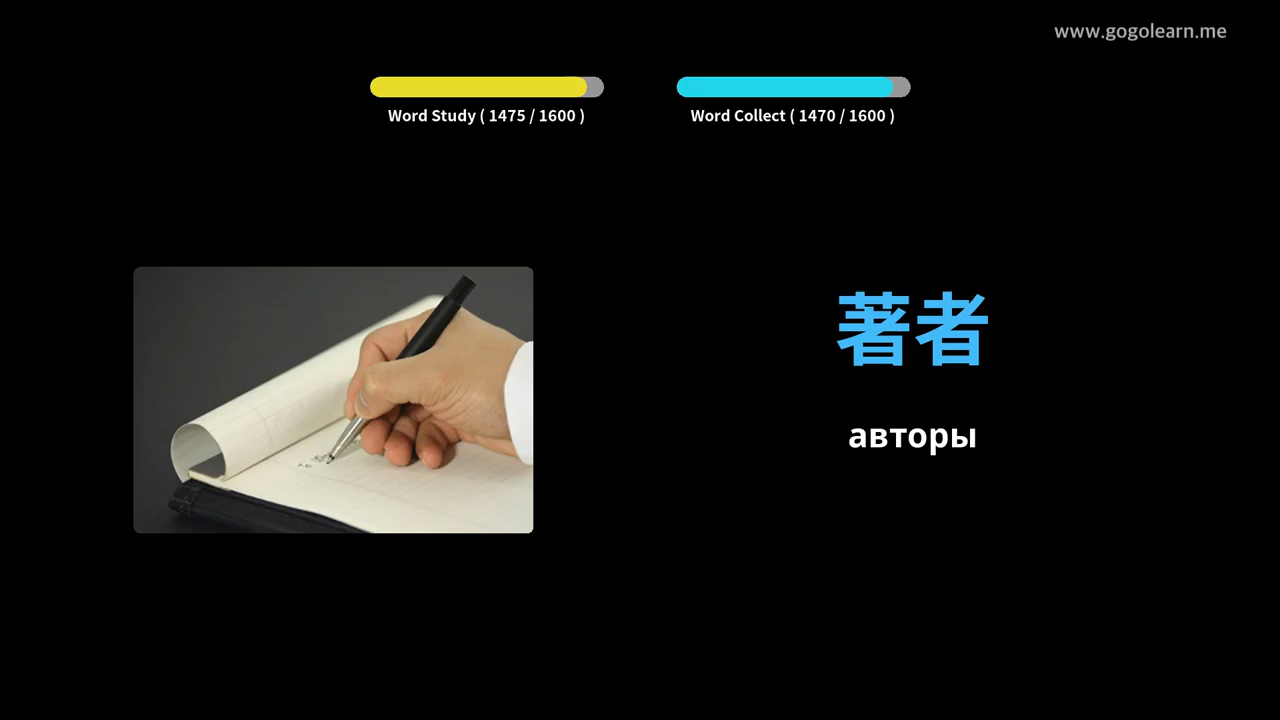 www.gogolearn.me
Word Study ( 1475 / 1600 )
Word Collect ( 1470 / 1600 )
著者
авторы